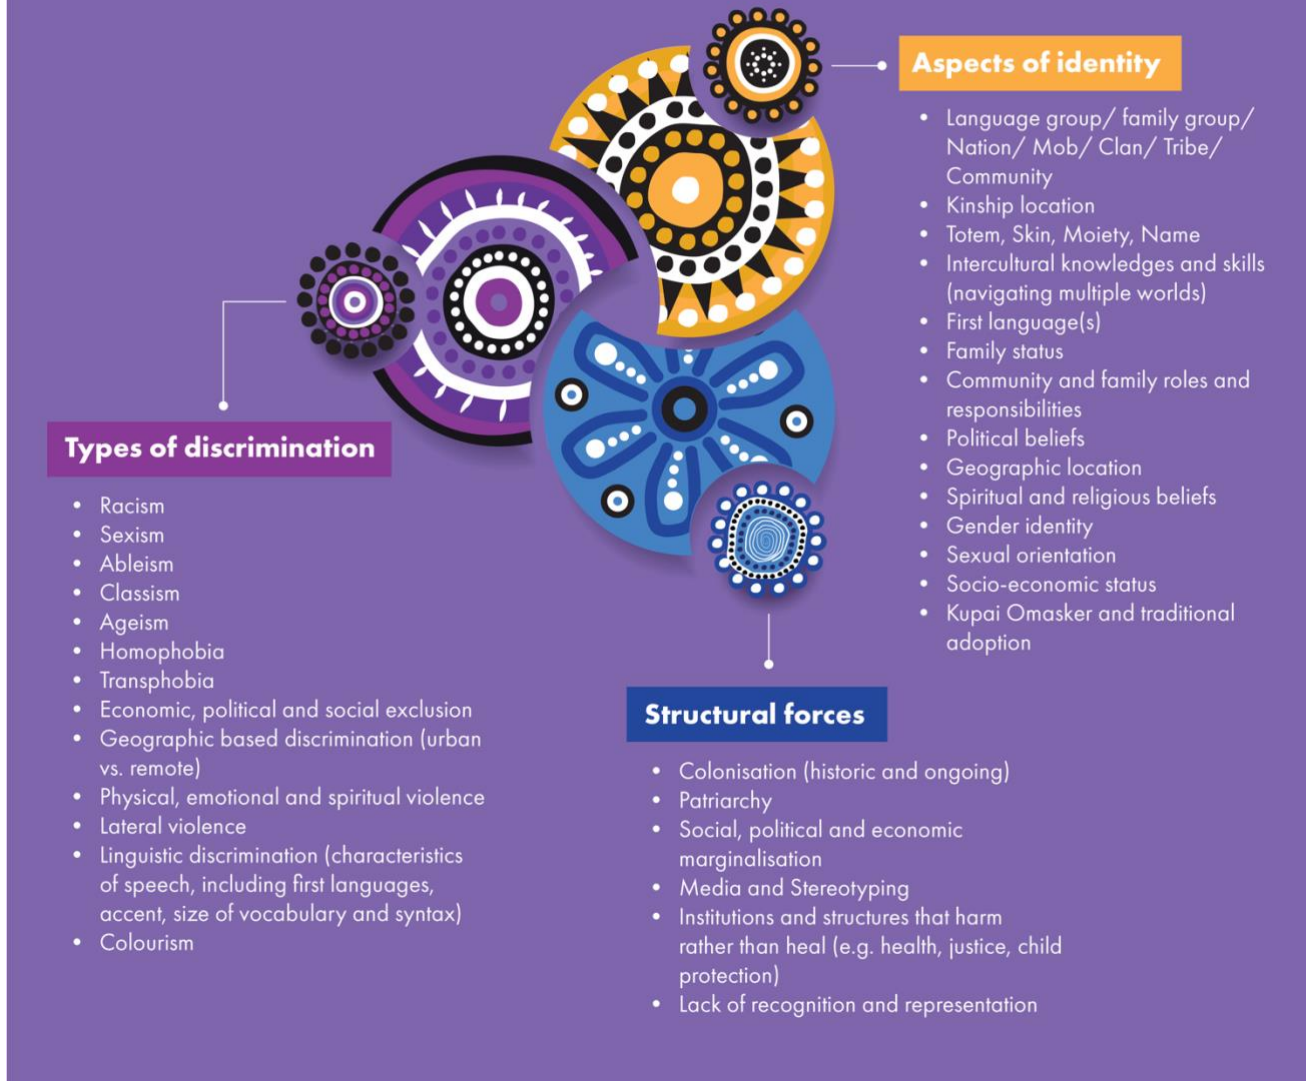 Aspects of identity
• Language group/ family group/
Nation/ Mob/ Clan/ Tribe/
Community
• Kinship location
• Totem, Skin, Moiety, Name
• Intercultural knowledges and skills
(navigating multiple worlds)
• First language(s)
• Family status
• Community and family roles and
responsibilities
• Political beliefs
• Geographic location
• Spiritual and religious beliefs
• Gender identity
• Sexual orientation
• Socio-economic status
• Kupai Omasker and traditional
adoption
Types of discrimination
• Racism
• Sexism
• Ableism
• Classism
• Ageism
• Homophobia
• Transphobia
• Economic, political and social exclusion
• Geographic based discrimination (urban
vs. remote)
• Physical, emotional and spiritual violence
• Lateral violence
• Linguistic discrimination (characteristics
of speech, including first languages,
accent, size of vocabulary and syntax)
• Colourism
Structural forces
• Colonisation (historic and ongoing)
• Patriarchy
• Social, political and economic
marginalisation
• Media and Stereotyping
• Institutions and structures that harm
rather than heal (e.g. health, justice, child
protection)
• Lack of recognition and representation